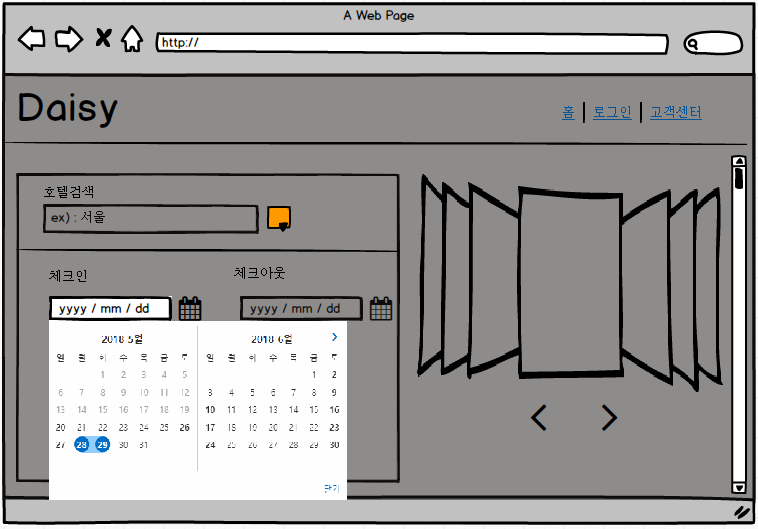 A Web Page
http://
Daisy
홈 | 로그인 | 고객센터
호텔검색
ex) : 서울
체크인 체크아웃
yyyy / mm / dd yyyy / mm / dd
2018 5월 2018 6월
일 월 화 수 목 금 토 일 월 화 수 목 금 토
1 2 3 4 5 1 2
6 7 8 9 10 11 12 3 4 5 6 7 8 9
13 14 15 16 17 18 19 10 11 12 13 14 15 16
20 21 22 23 24 25 26 17 18 19 20 21 22 23
27 28 29 30 31 24 25 26 27 28 29 30
닫기